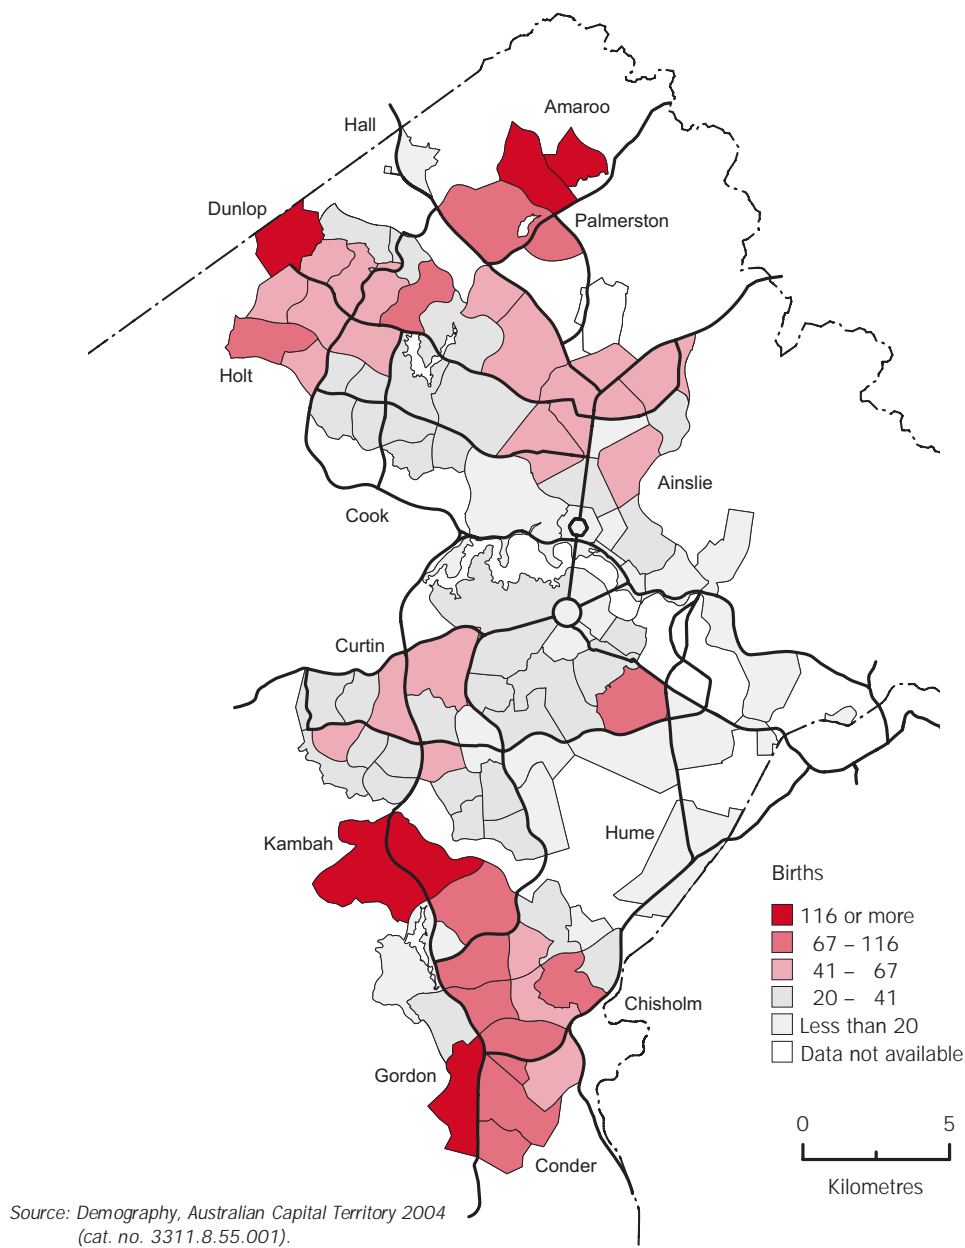 Amaroo
Hall
Dunlop
Palmerston
Holt
Ainslie
Cook
Curtin
Kambah
Hume
Births
116 or more
67 – 116
41 – 67
20 – 41
Less than 20
Data not available
Chisholm
Gordon
Conder
0 5
Kilometres
Source: Demography, Australian Capital Territory 2004
(cat. no. 3311.8.55.001).